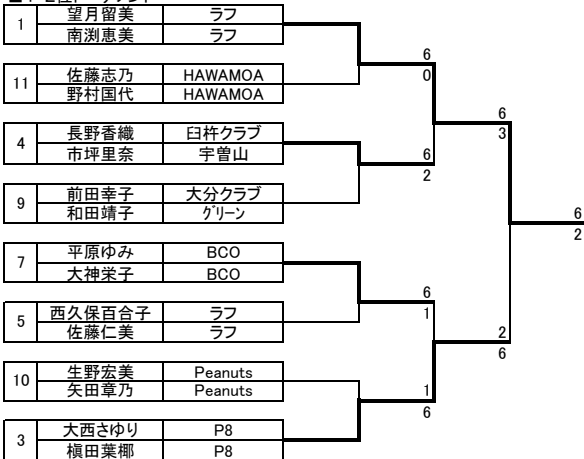 1 望月留美 ラフ
南渕恵美 ラフ
11 佐藤志乃 HAWAMOA
野村国代 HAWAMOA
4 長野香織 臼杵クラブ
市坪里奈 宇曽山
9 前田幸子 大分クラブ
和田靖子 グリーン
7 平原ゆみ BCO
大神栄子 BCO
5 西久保百合子 ラフ
佐藤仁美 ラフ
10 生野宏美 Peanuts
矢田章乃 Peanuts
3 大西さゆり P8
槇田葉椰 P8
6
0
6
2
6
1
1
6
6
3
2
6
6
2